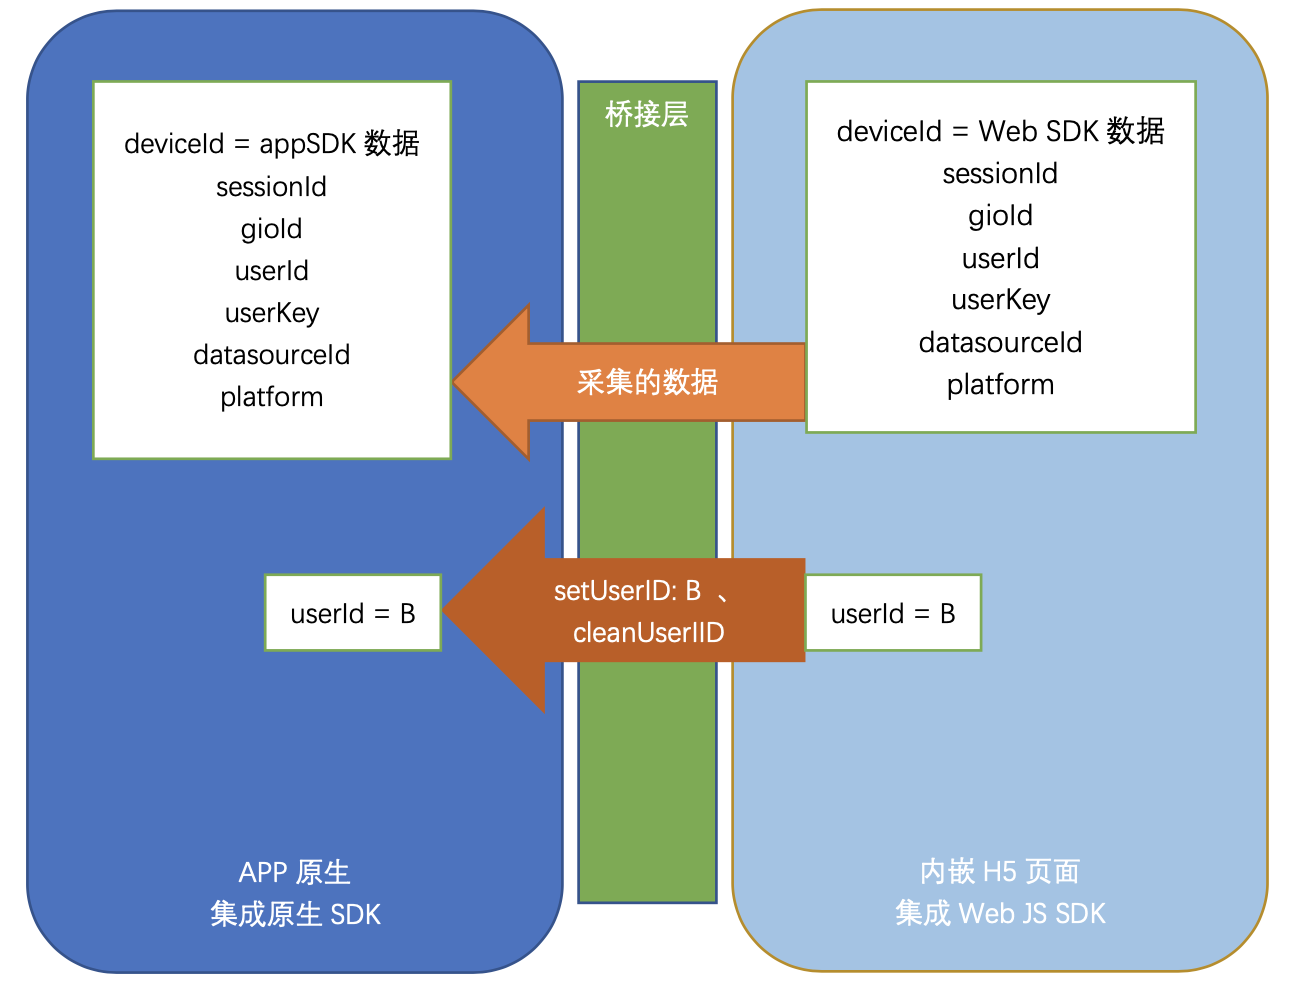 deviceId = appSDK 数据
sessionId
gioId
userId
userKey
datasourceId
platform
桥接层
deviceId = Web SDK 数据
sessionId
gioId
userId
userKey
datasourceId
platform
采集的数据
userId = B
setUserID: B 、
cleanUserIID
userId = B
APP 原生
集成原生 SDK
内嵌 H5 页面
集成 Web JS SDK